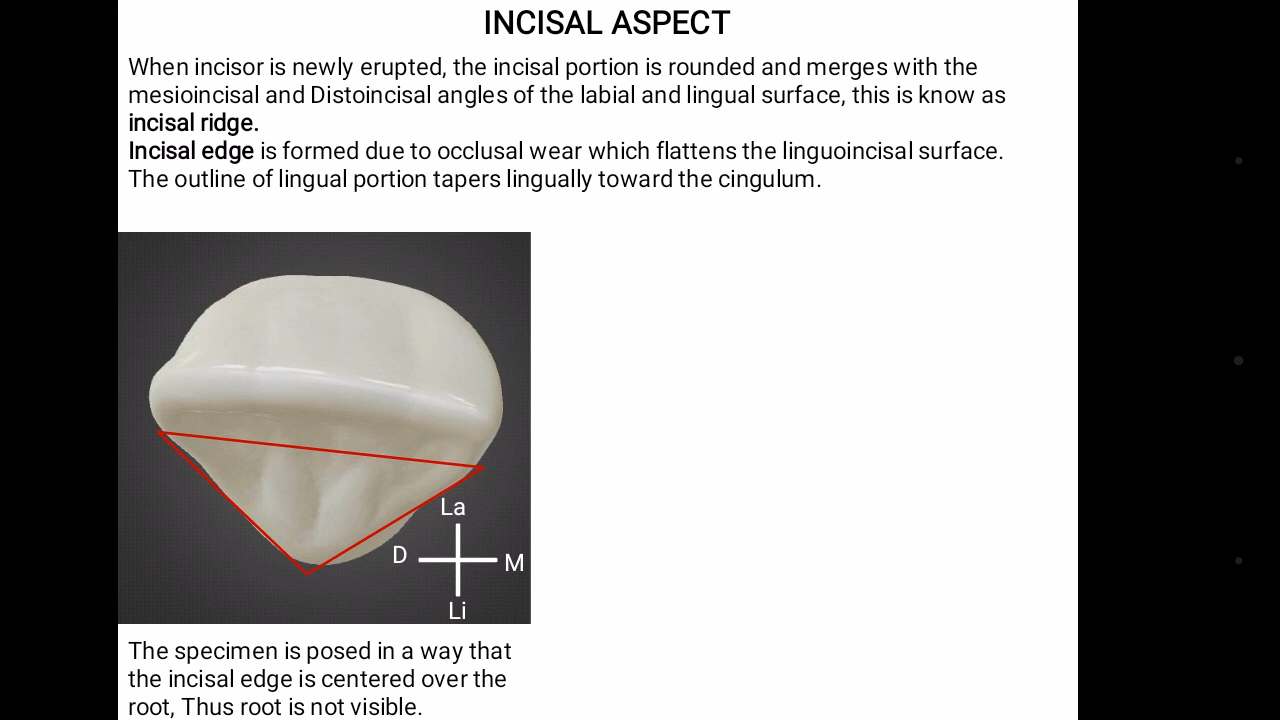 INCISAL ASPECT
When incisor is newly erupted, the incisal portion is rounded and merges with the
mesioincisal and Distoincisal angles of the labial and lingual surface, this is know as
incisal ridge.
Incisal edge is formed due to occlusal wear which flattens the linguoincisal surface.
The outline of lingual portion tapers lingually toward the cingulum.
La
D
M
Li
The specimen is posed in a way that
the incisal edge is centered over the
root, Thus root is not visible.